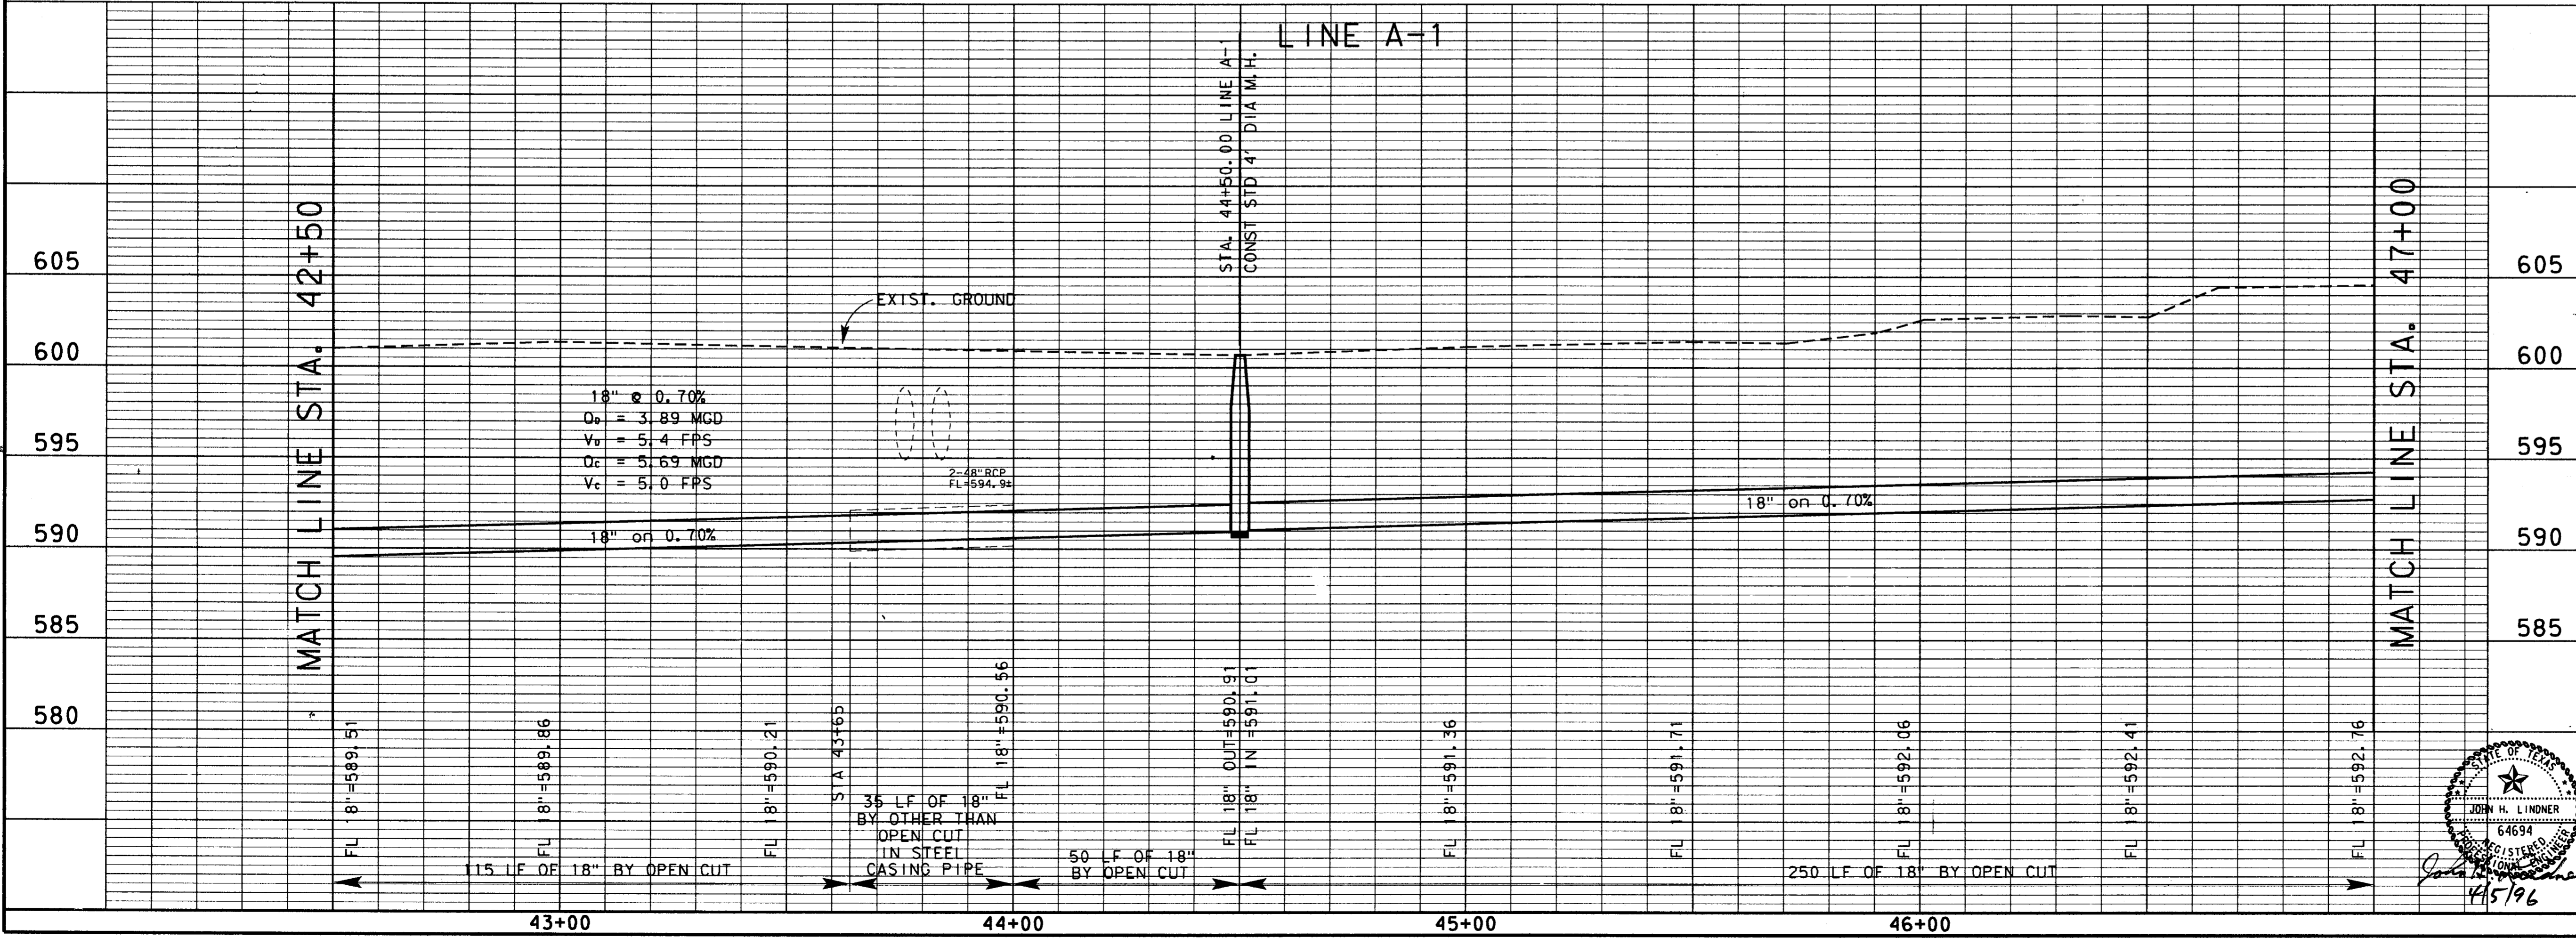 LINE A-1
STA. 44+50.00 LINE A-1
CONST STD 4' DIA M.H.
MATCH LINE STA. 42+50
MATCH LINE STA. 47+00
605
600
595
590
585
580
605
600
595
590
585
EXIST. GROUND
18" @ 0.70%
QD = 3.89 MGD
VD = 5.4 FPS
QC = 5.69 MGD
VC = 5.0 FPS
2-48" RCP
FL=594.9±
18" on 0.70%
18" on 0.70%
FL 18"=589.51
FL 18"=589.86
FL 18"=590.21
STA 43+65
FL 18"=590.56
FL 18" OUT=590.91
FL 18" IN =591.01
FL 18"=591.36
FL 18"=591.71
FL 18"=592.06
FL 18"=592.41
FL 18"=592.76
115 LF OF 18" BY OPEN CUT
35 LF OF 18"
BY OTHER THAN
OPEN CUT
IN STEEL
CASING PIPE
50 LF OF 18"
BY OPEN CUT
250 LF OF 18" BY OPEN CUT
43+00
44+00
45+00
46+00
STATE OF TEXAS
JOHN H. LINDNER
64694
REGISTERED
PROFESSIONAL ENGINEER
John H. Lindner
4/5/96